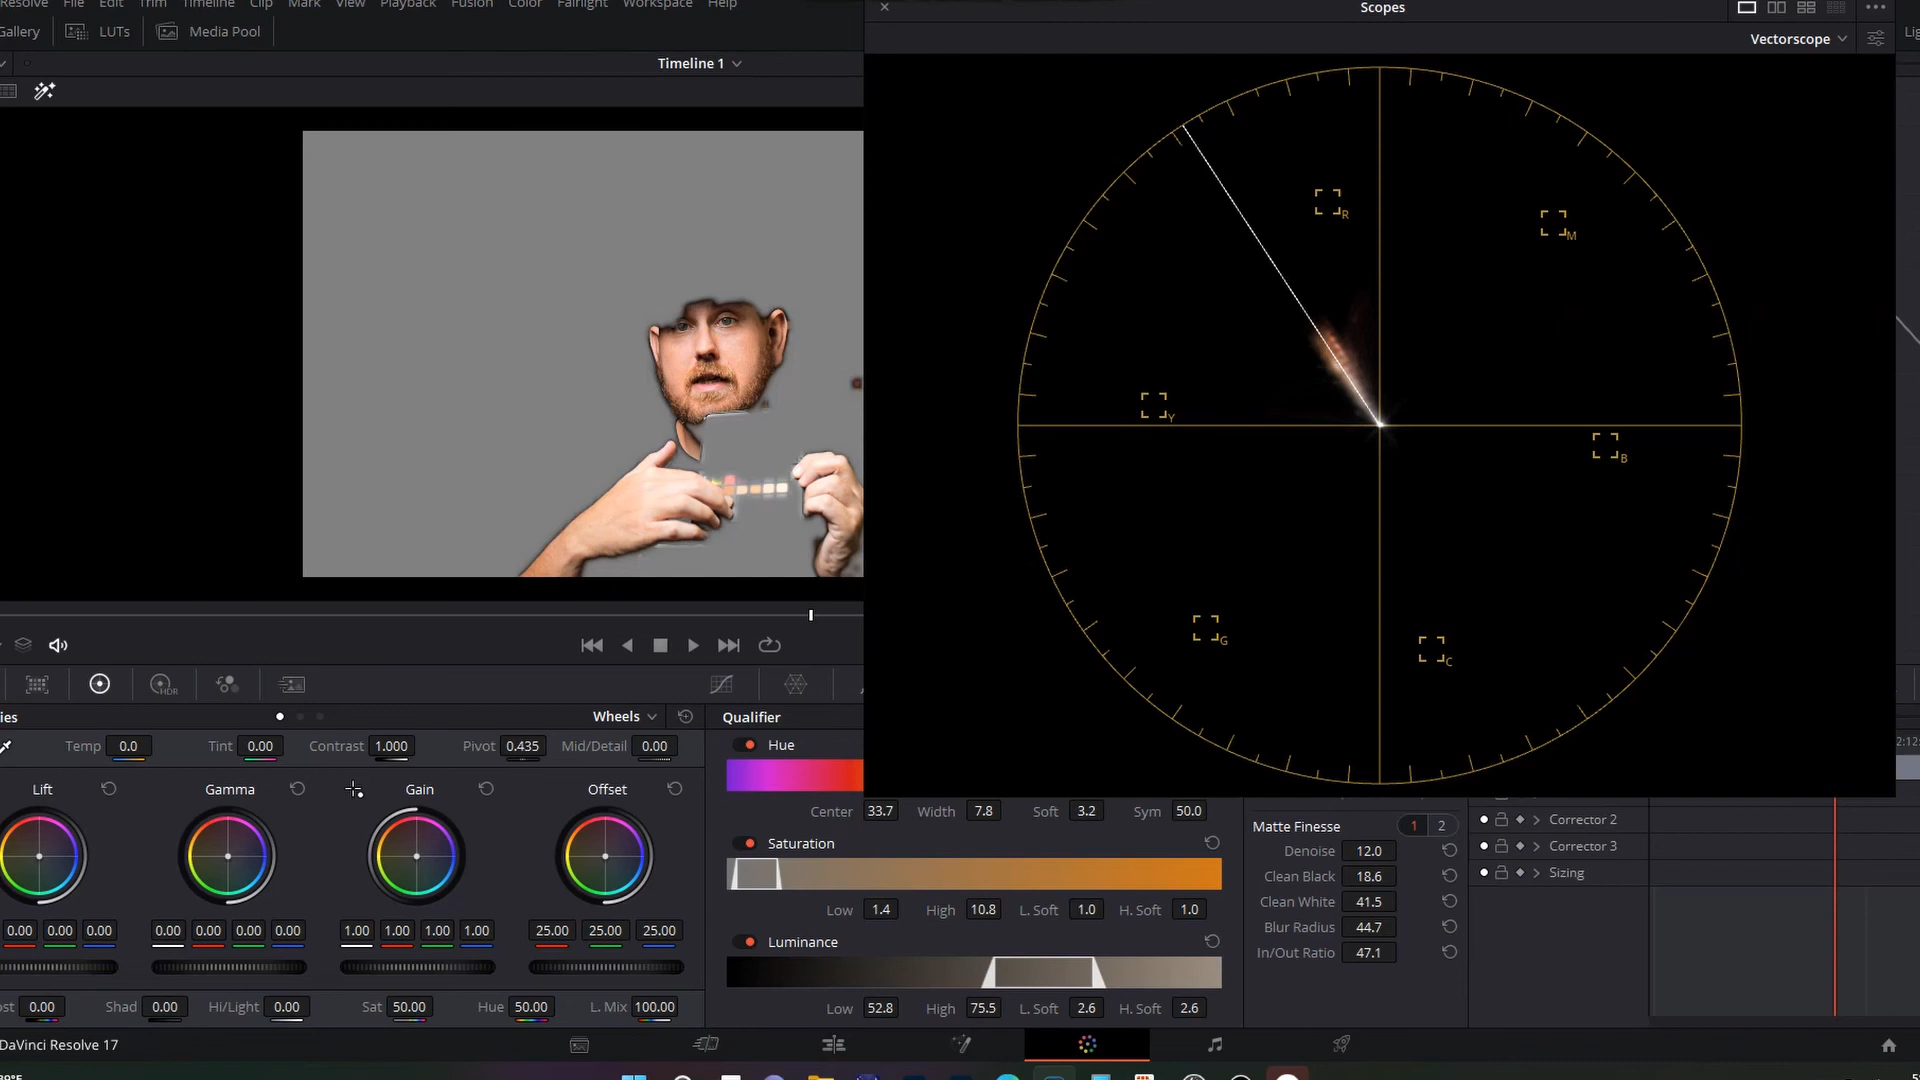 Resolve File Edit Trim Timeline Clip Mark View Playback Fusion Color Fairlight Workspace Help
Scopes
Gallery LUTs Media Pool
Vectorscope
Timeline 1
R
M
Y
B
G
C
HDR
Wheels
Qualifier
Temp 0.0 Tint 0.00 Contrast 1.000 Pivot 0.435 Mid/Detail 0.00
Hue
Lift Gamma Gain Offset
Center 33.7 Width 7.8 Soft 3.2 Sym 50.0
Saturation
Low 1.4 High 10.8 L. Soft 1.0 H. Soft 1.0
0.00 0.00 0.00 0.00 0.00 0.00 0.00 1.00 1.00 1.00 1.00 25.00 25.00 25.00
Luminance
Low 52.8 High 75.5 L. Soft 2.6 H. Soft 2.6
0.00 Shad 0.00 Hi/Light 0.00 Sat 50.00 Hue 50.00 L. Mix 100.00
Matte Finesse 1 2
Denoise 12.0
Clean Black 18.6
Clean White 41.5
Blur Radius 44.7
In/Out Ratio 47.1
Corrector 2
Corrector 3
Sizing
DaVinci Resolve 17